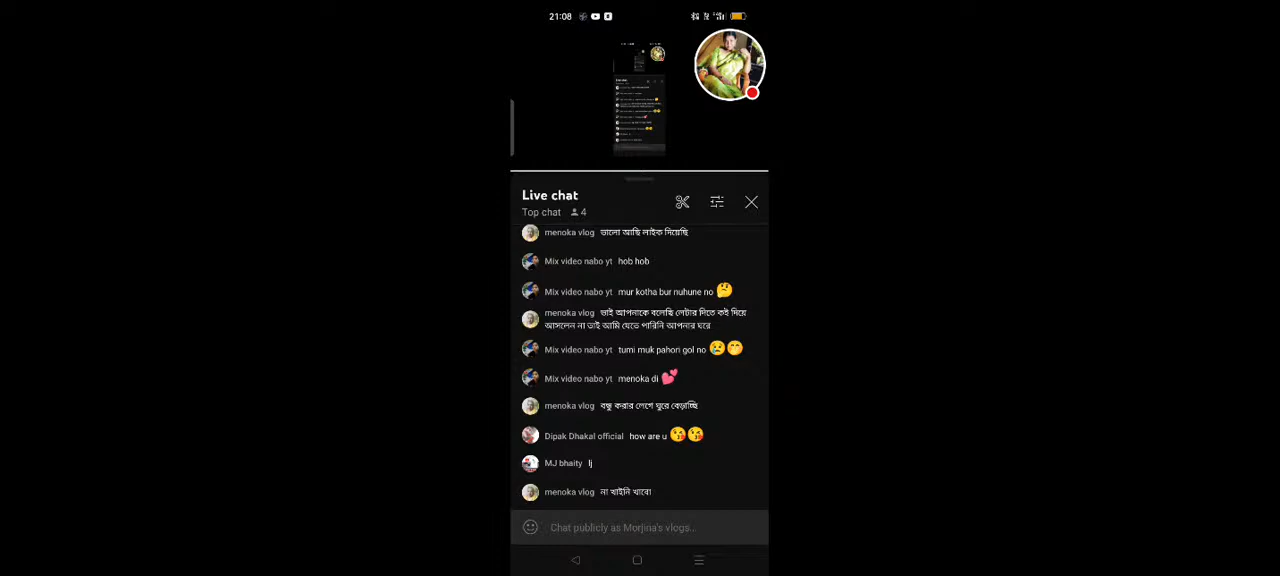 21:08
Live chat
Top chat 4
menoka vlog ভালো আছি লাইক দিয়েছি
Mix video nabo yt hob hob
Mix video nabo yt mur kotha bur nuhune no 🤔
menoka vlog ভাই আপনাকে বলেছি লেটার দিতে কই দিয়ে
আসলেন না তাই আমি যেতে পারিনি আপনার ঘরে
Mix video nabo yt tumi muk pahori gol no 😢🤭
Mix video nabo yt menoka di 💕
menoka vlog বন্ধু করার লেগে ঘুরে বেড়াচ্ছি
Dipak Dhakal official how are u 😘😘
MJ bhaity lj
menoka vlog না খাইনি খাবো
Chat publicly as Morjina's vlogs...